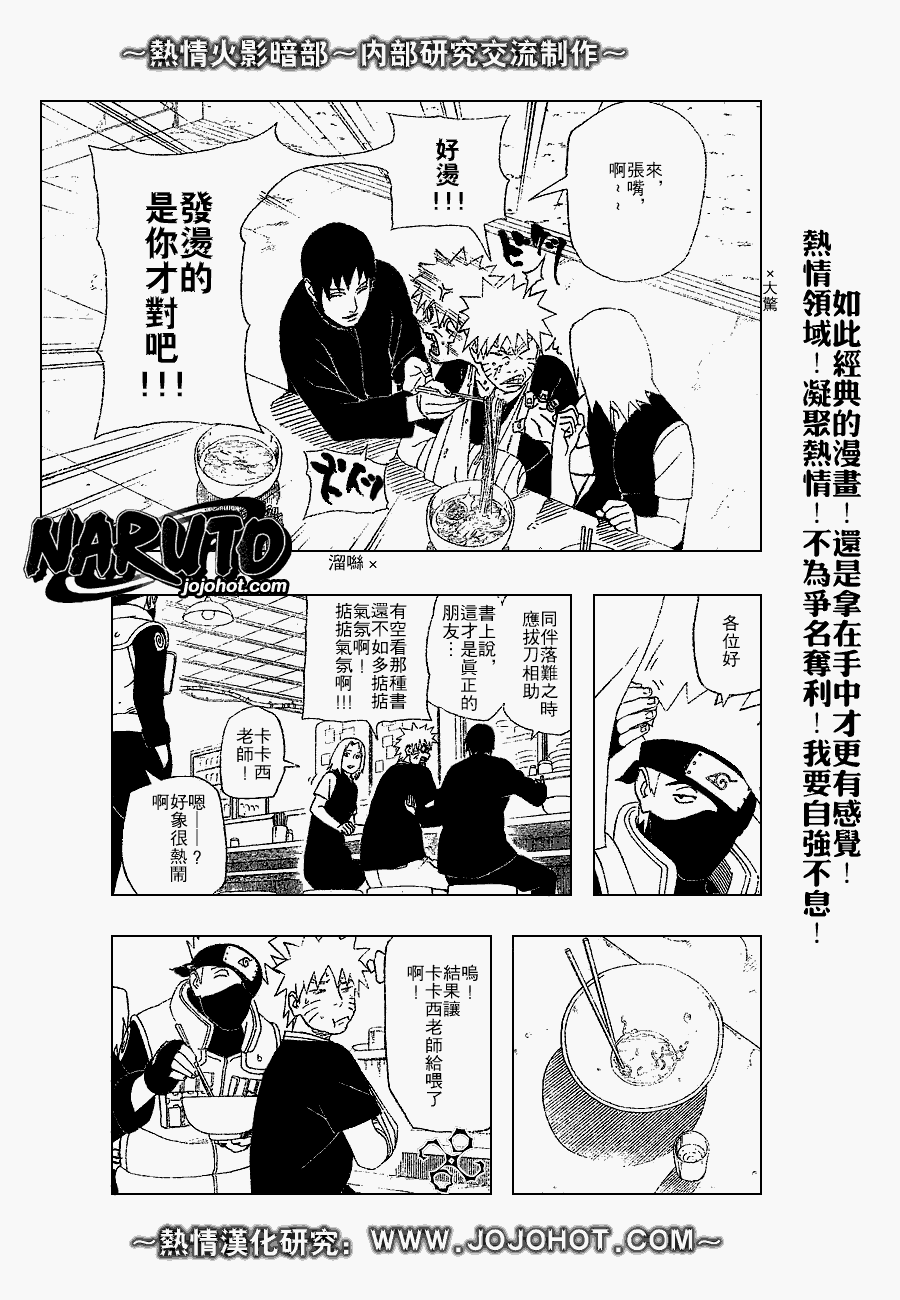 ～熱情火影暗部～内部研究交流制作～
來，
張嘴，
啊～～
好燙
!!!
發燙的
是你才對吧
!!!
×大驚
溜嘶×
NARUTO
jojohot.com
如此經典的漫畫！還是拿在手中才更有感覺！
熱情領域！凝聚熱情！不為爭名奪利！我要自強不息！
各位好
同伴落難之時
應拔刀相助
書上說，
這才是眞正的
朋友…
有空看那種書
還不如多掂掂
氣氛啊！
掂掂氣氛啊!!!
卡卡西
老師！
嗯——？
好象很熱鬧
啊
嗚！
結果讓
卡卡西老師給喂了
啊！
～熱情漢化研究：WWW.JOJOHOT.COM～